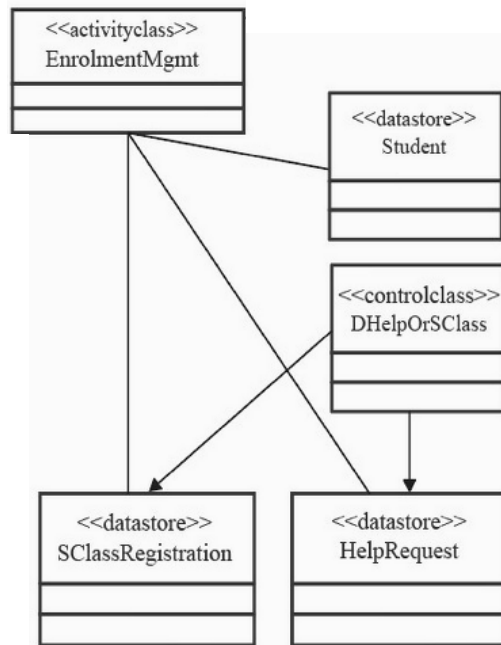 <<activityclass>>
EnrolmentMgmt
<<datastore>>
Student
<<controlclass>>
DHelpOrSClass
<<datastore>>
SClassRegistration
<<datastore>>
HelpRequest